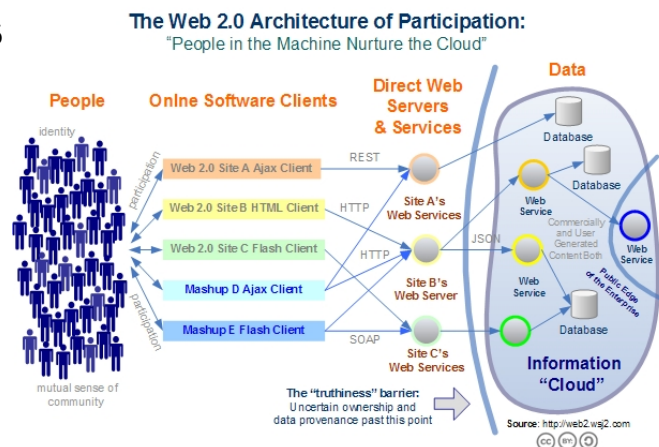 The Web 2.0 Architecture of Participation:
“People in the Machine Nurture the Cloud”
People
Onlne Software Clients
Direct Web
Servers
& Services
Data
identity
participation
participation
mutual sense of
community
Web 2.0 Site A Ajax Client
Web 2.0 Site B HTML Client
Web 2.0 Site C Flash Client
Mashup D Ajax Client
Mashup E Flash Client
REST
HTTP
HTTP
SOAP
JSON
Site A's
Web Services
Site B's
Web Server
Site C's
Web Services
Database
Database
Web
Service
Commercially and User
Generated
Content Both
Web
Service
Web
Service
Public Edge
of the Enterprise
Database
Information
“Cloud”
The “truthiness” barrier:
Uncertain ownership and
data provenance past this point
Source: http://web2.wsj2.com
cc BY